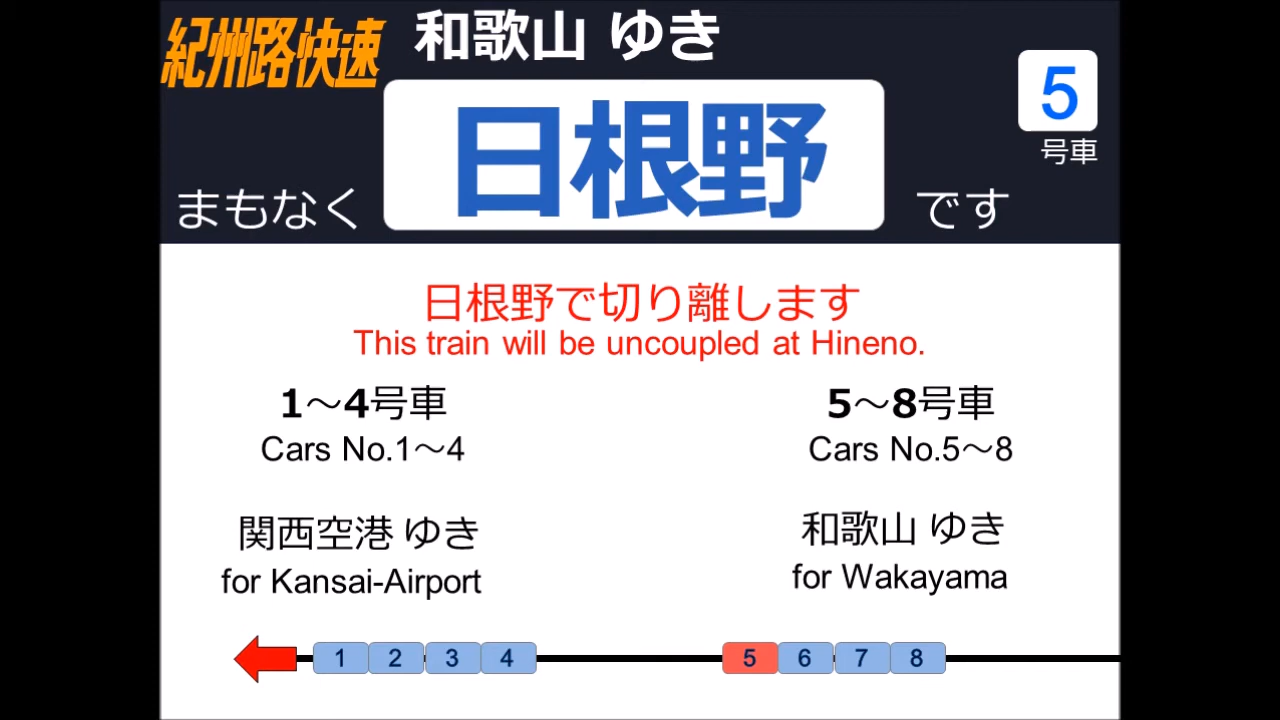 紀州路快速 和歌山 ゆき
5
号車
まもなく 日根野 です
日根野で切り離します
This train will be uncoupled at Hineno.
1～4号車
Cars No.1～4
関西空港 ゆき
for Kansai-Airport
5～8号車
Cars No.5～8
和歌山 ゆき
for Wakayama
1 2 3 4 5 6 7 8